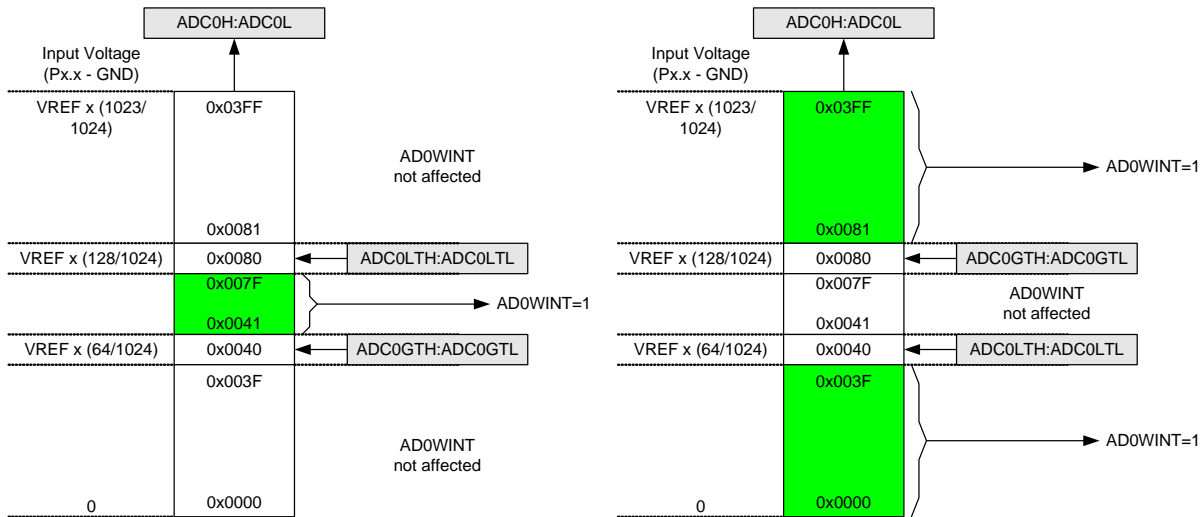 ADC0H:ADC0L
Input Voltage
(Px.x - GND)
VREF x (1023/
1024)
0x03FF
AD0WINT
not affected
0x0081
VREF x (128/1024)
0x0080
ADC0LTH:ADC0LTL
0x007F
AD0WINT=1
0x0041
VREF x (64/1024)
0x0040
ADC0GTH:ADC0GTL
0x003F
AD0WINT
not affected
0
0x0000
ADC0H:ADC0L
Input Voltage
(Px.x - GND)
VREF x (1023/
1024)
0x03FF
AD0WINT=1
0x0081
VREF x (128/1024)
0x0080
ADC0GTH:ADC0GTL
0x007F
AD0WINT
not affected
0x0041
VREF x (64/1024)
0x0040
ADC0LTH:ADC0LTL
0x003F
AD0WINT=1
0
0x0000